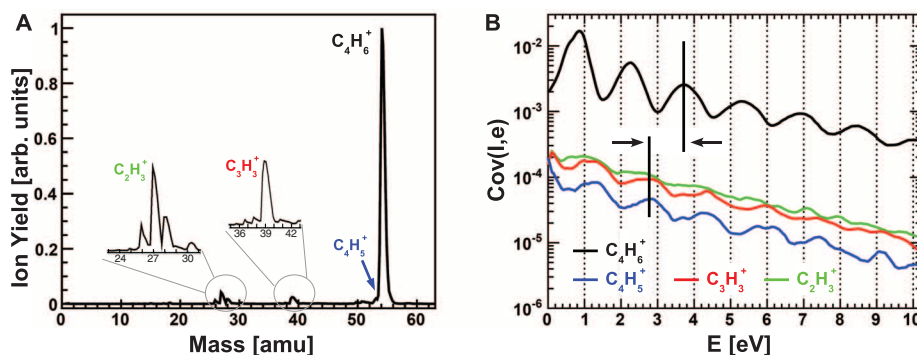 A
Ion Yield [arb. units]
1
0.8
0.6
0.4
0.2
0
C₄H₆⁺
C₂H₃⁺
C₃H₃⁺
C₄H₅⁺
24 27 30
36 39 42
0 10 20 30 40 50 60
Mass [amu]
B
Cov(I,e)
10⁻²
10⁻³
10⁻⁴
10⁻⁵
10⁻⁶
C₄H₆⁺
C₄H₅⁺ C₃H₃⁺ C₂H₃⁺
0 1 2 3 4 5 6 7 8 9 10
E [eV]